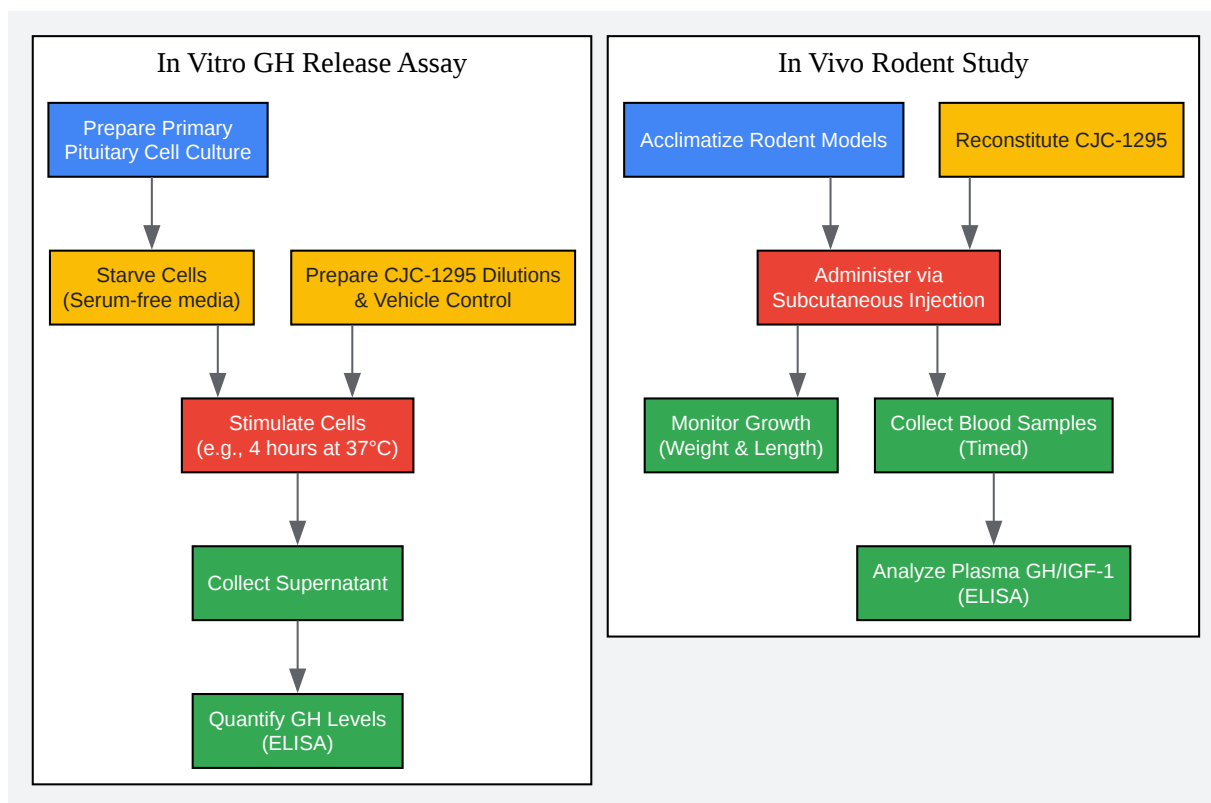 In Vitro GH Release Assay
Prepare Primary
Pituitary Cell Culture
Starve Cells
(Serum-free media)
Prepare CJC-1295 Dilutions
& Vehicle Control
Stimulate Cells
(e.g., 4 hours at 37°C)
Collect Supernatant
Quantify GH Levels
(ELISA)
In Vivo Rodent Study
Acclimatize Rodent Models
Reconstitute CJC-1295
Administer via
Subcutaneous Injection
Monitor Growth
(Weight & Length)
Collect Blood Samples
(Timed)
Analyze Plasma GH/IGF-1
(ELISA)